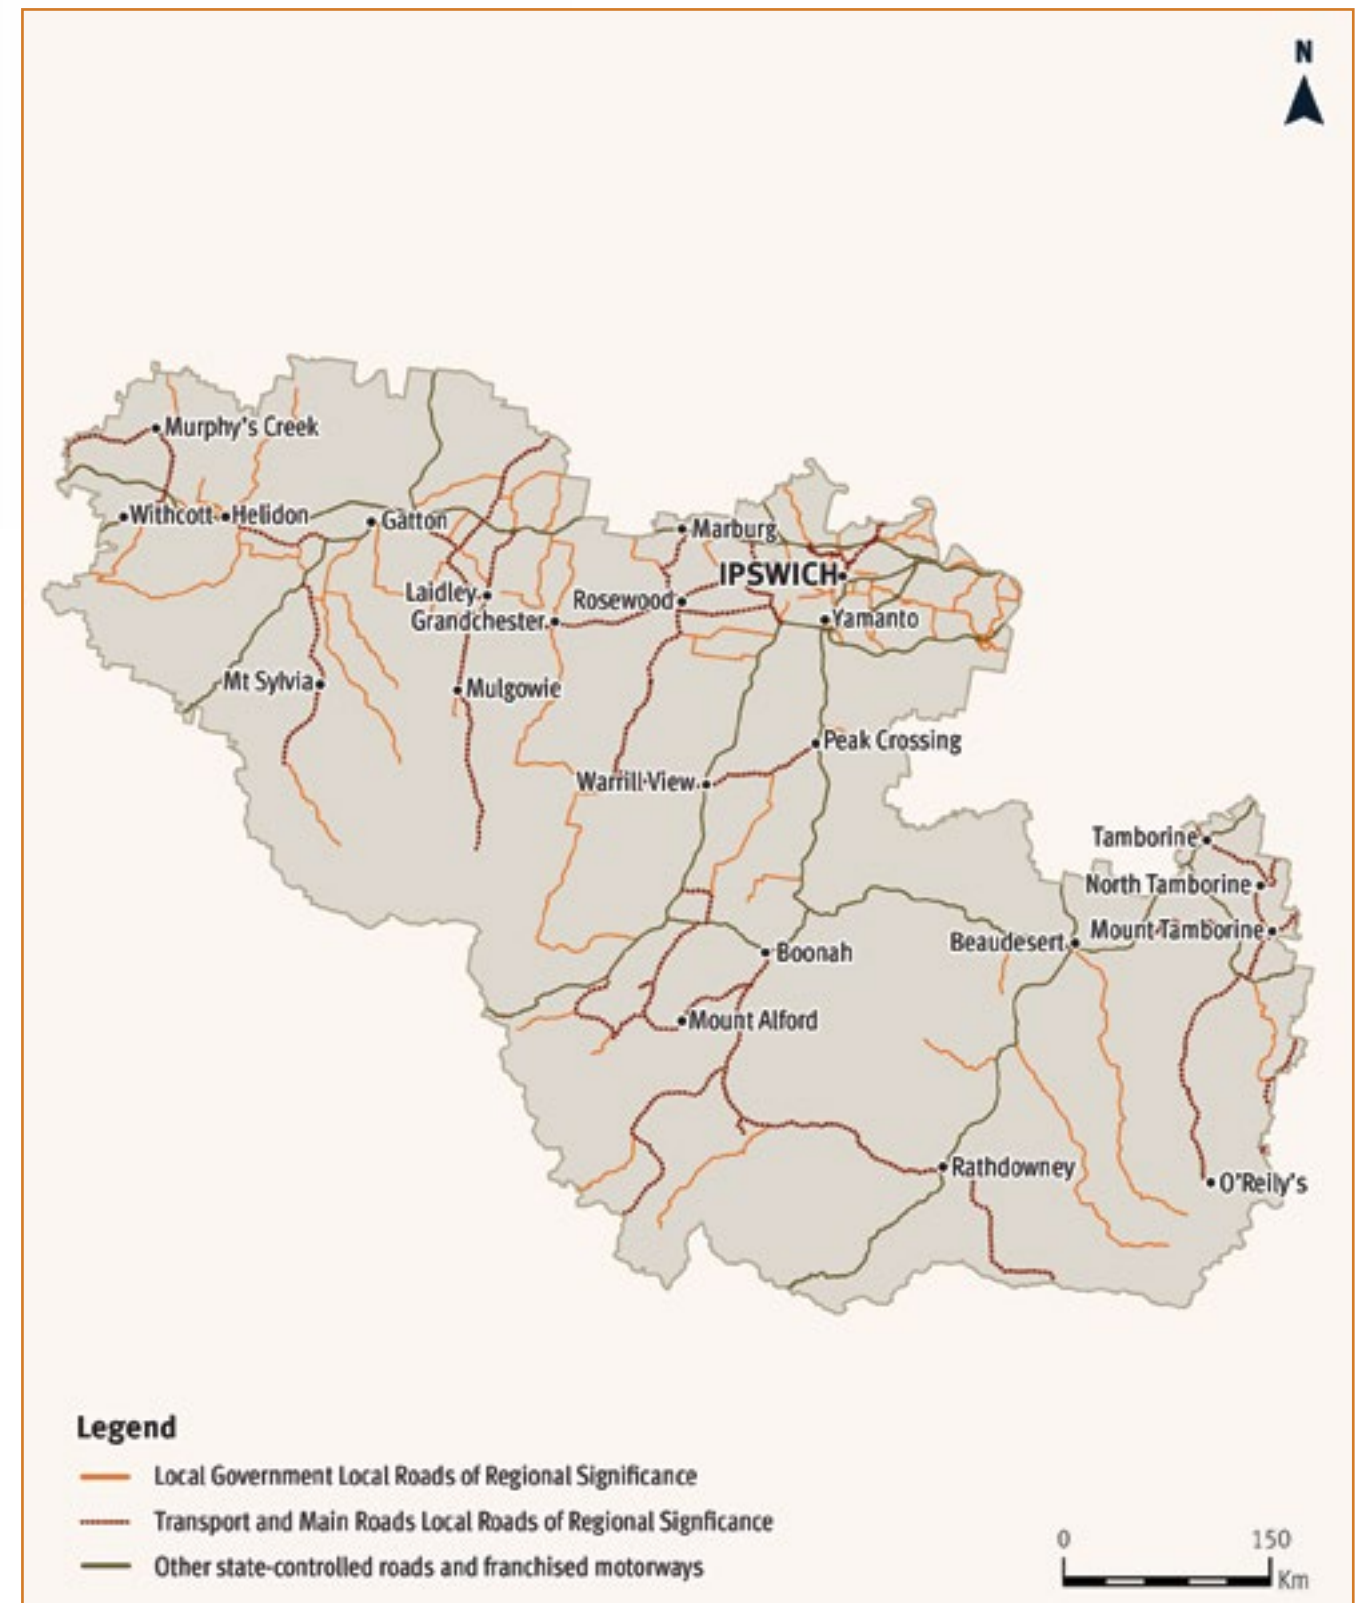 N
Murphy's Creek
Withcott
Helidon
Gatton
Marburg
IPSWICH
Laidley
Rosewood
Grandchester
Yamanto
Mt Sylvia
Mulgowie
Peak Crossing
Warrill View
Tamborine
North Tamborine
Mount Tamborine
Beaudesert
Boonah
Mount Alford
Rathdowney
O'Reily's
Legend
Local Government Local Roads of Regional Significance
Transport and Main Roads Local Roads of Regional Signficance
Other state-controlled roads and franchised motorways
0 150
Km